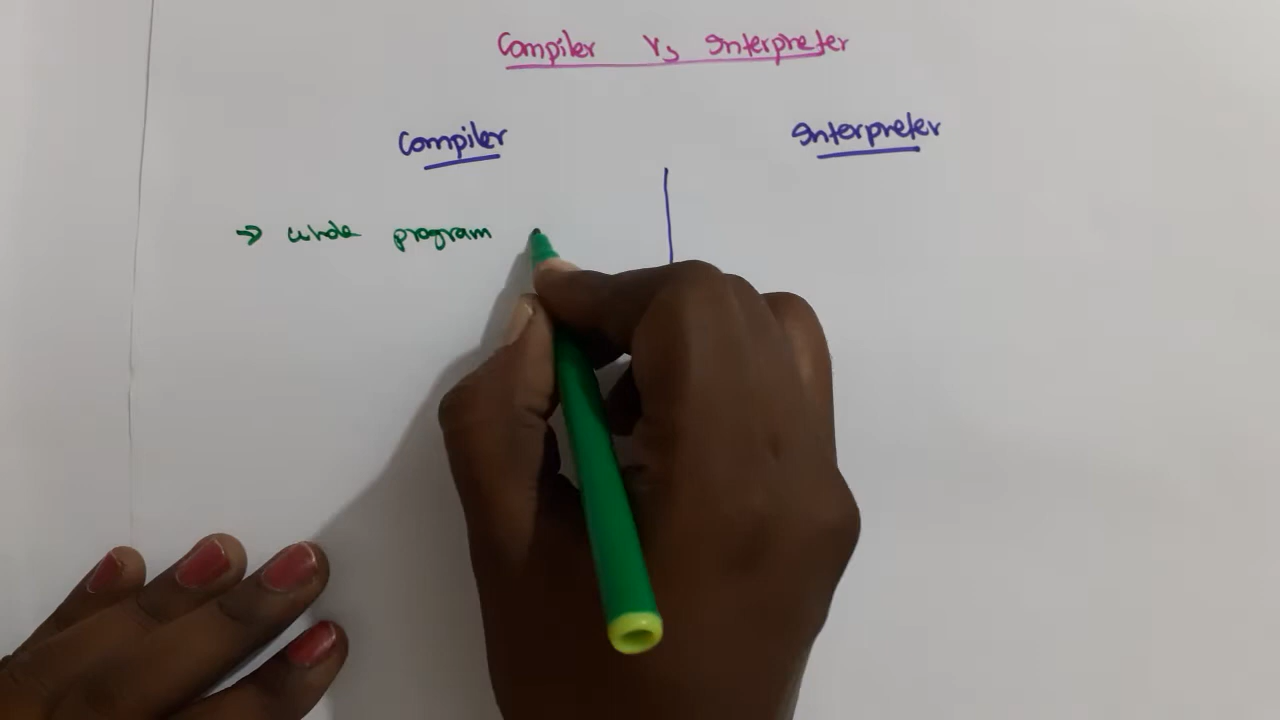 Compiler Vs Interpreter
Compiler
Interpreter
→ whole program